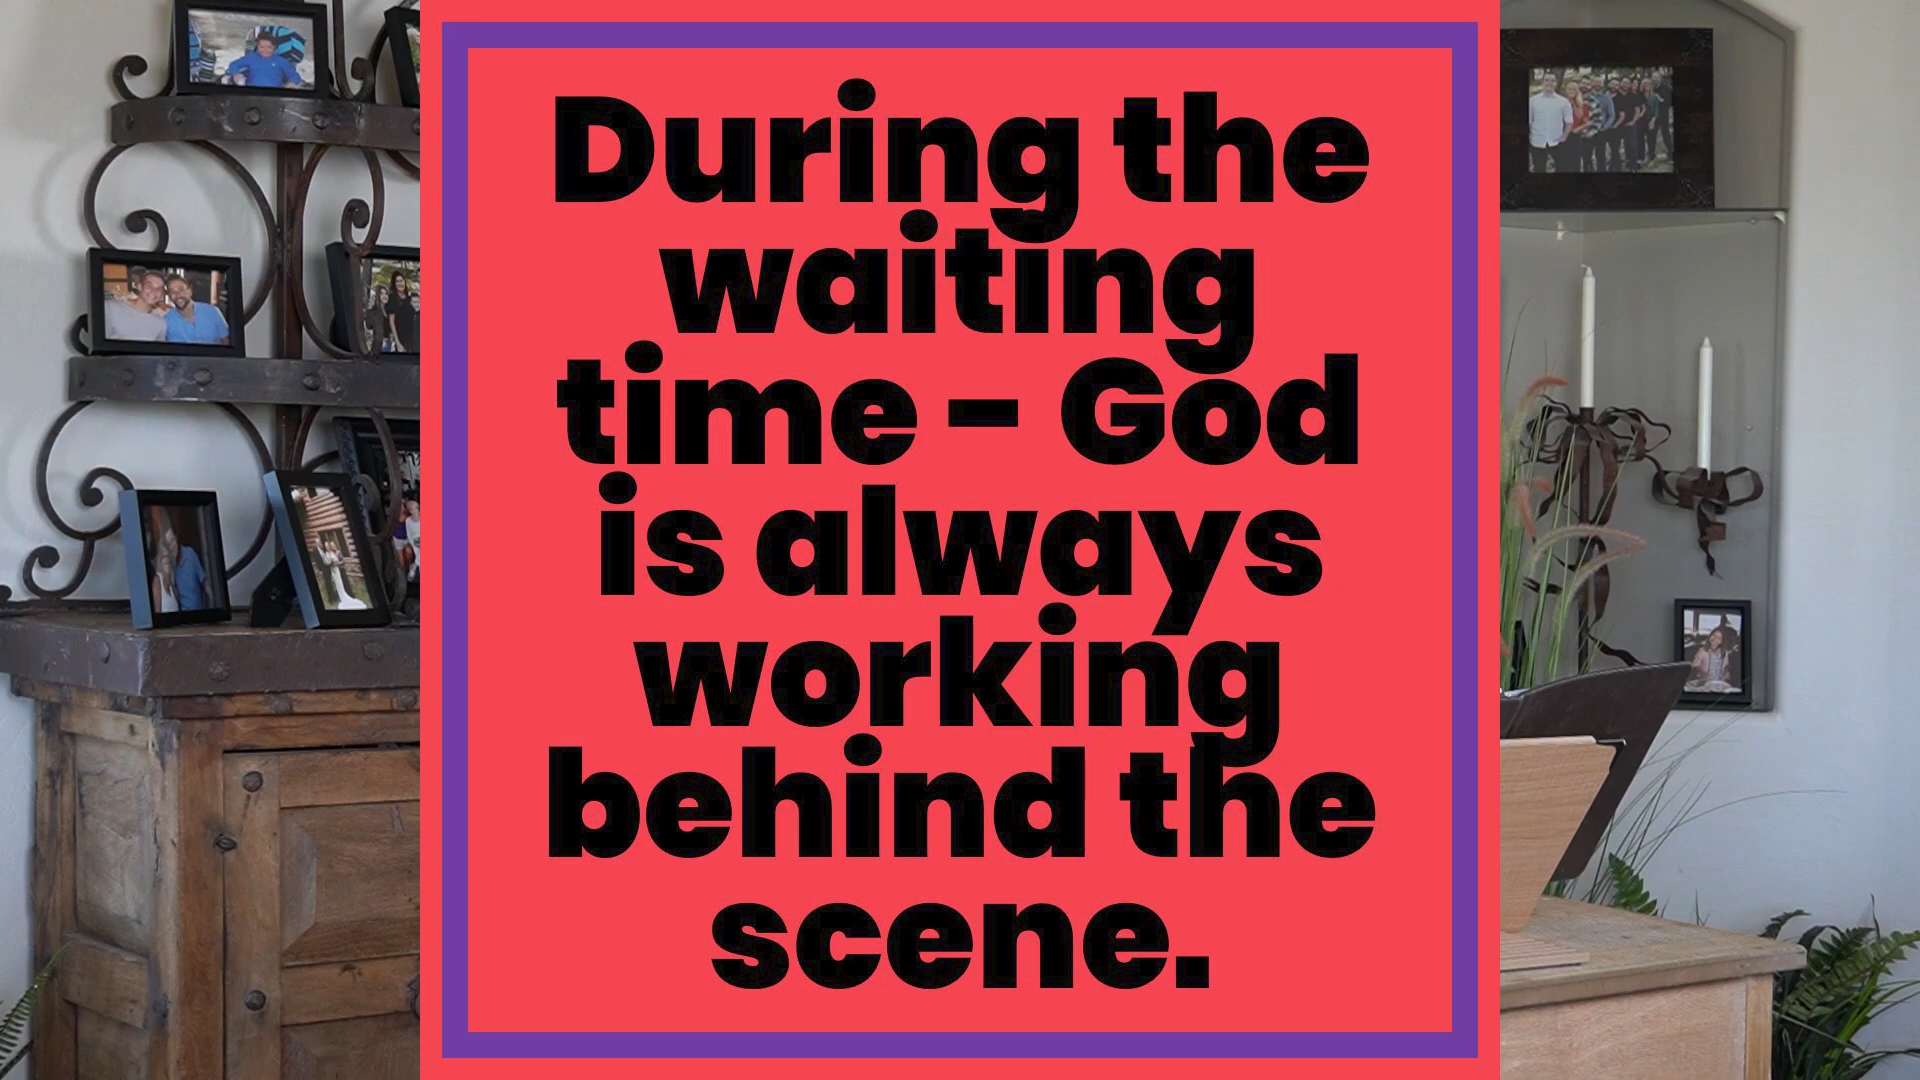 During the
waiting
time – God
is always
working
behind the
scene.